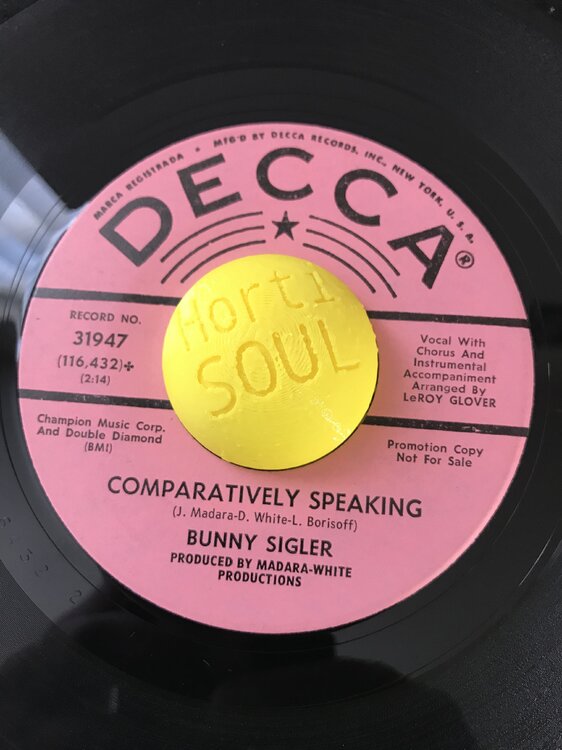 MARCA REGISTRADA • MFG'D BY DECCA RECORDS, INC., NEW YORK, U.S.A.
DECCA®
Horti
SOUL
RECORD NO.
31947
(116,432)+
(2:14)
Vocal With
Chorus And
Instrumental
Accompaniment
Arranged By
LeROY GLOVER
Champion Music Corp.
And Double Diamond
(BMI)
Promotion Copy
Not For Sale
COMPARATIVELY SPEAKING
(J. Madara-D. White-L. Borisoff)
BUNNY SIGLER
PRODUCED BY MADARA-WHITE
PRODUCTIONS